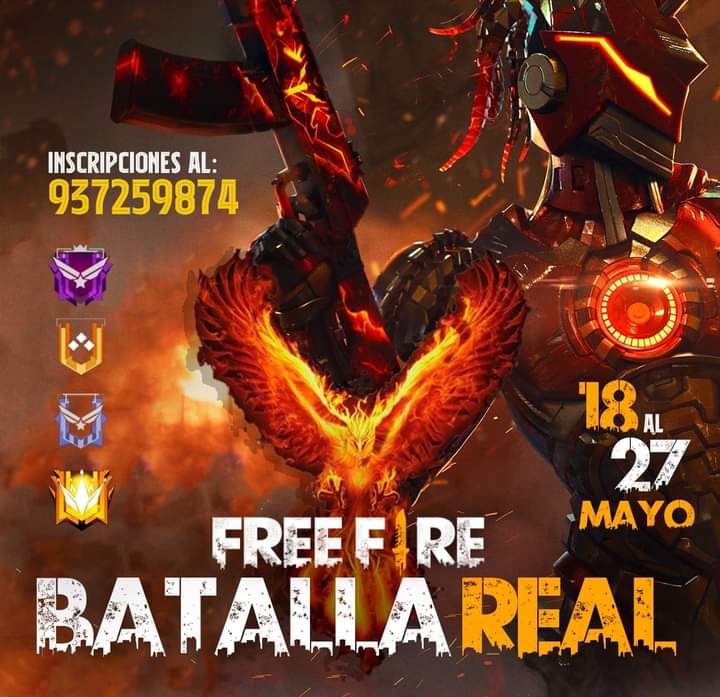 INSCRIPCIONES AL:
937259874
18 AL
27
MAYO
FREE FIRE
BATALLA REAL